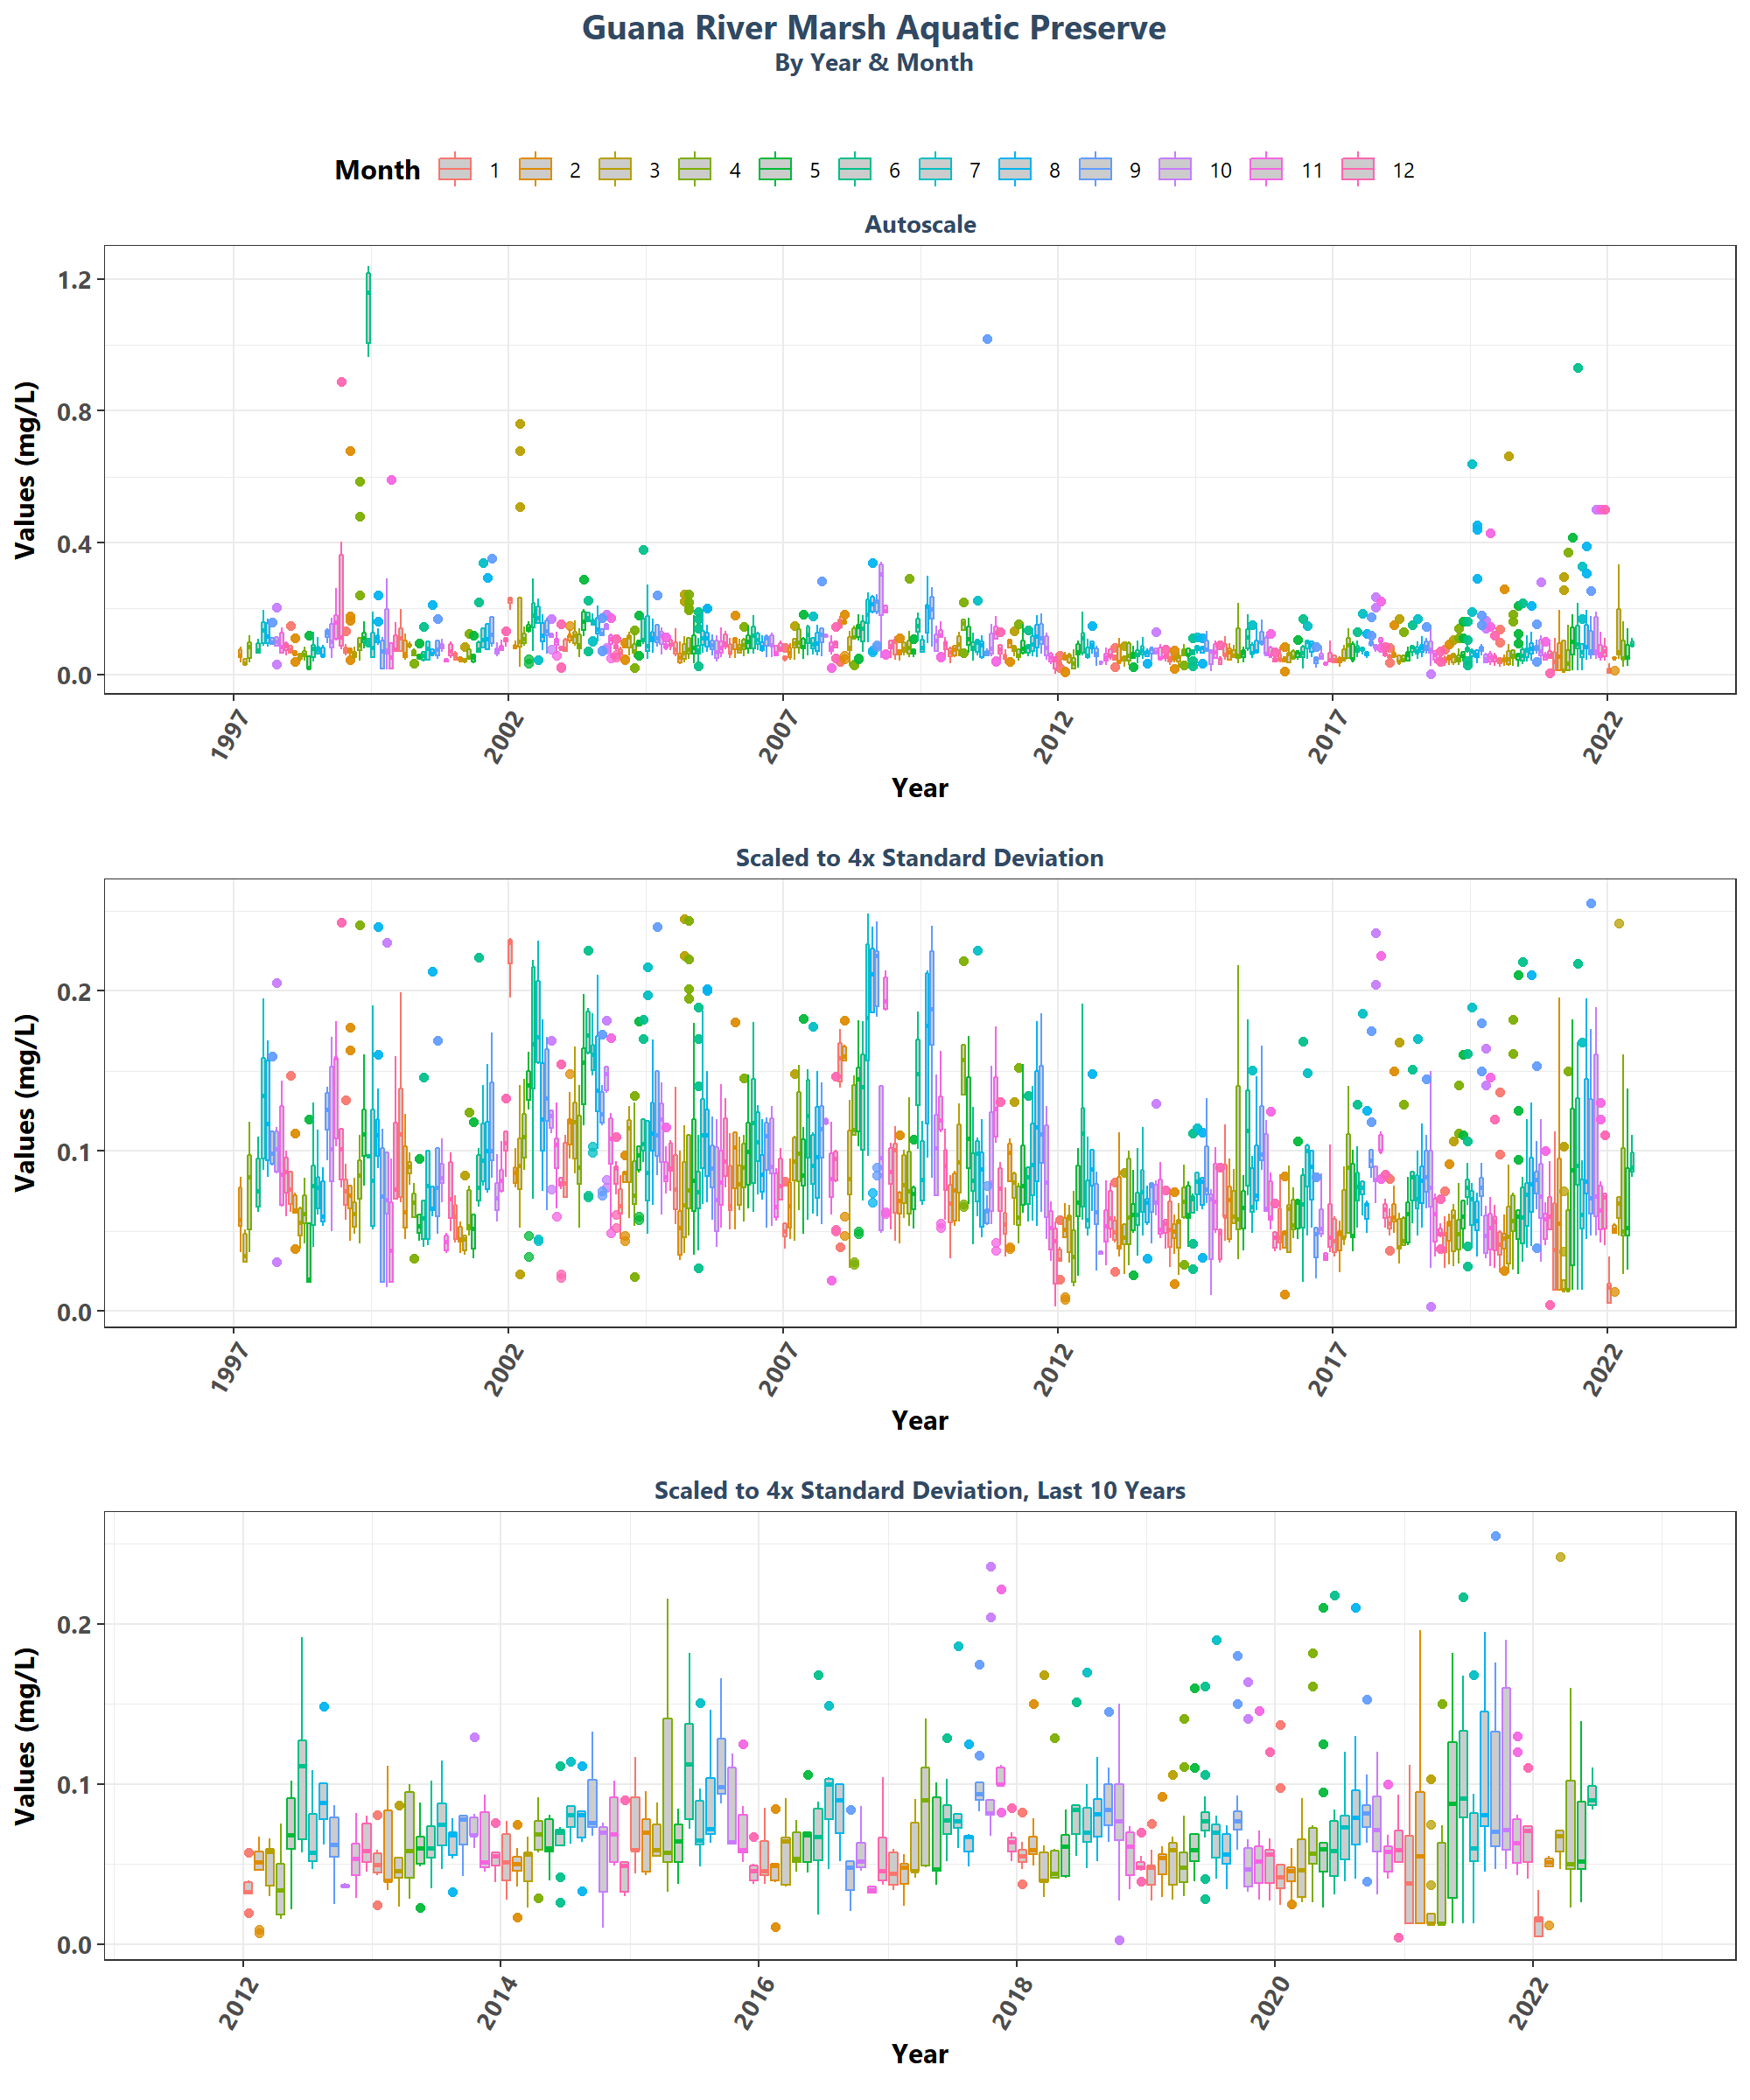 Guana River Marsh Aquatic Preserve
By Year & Month
Month 1 2 3 4 5 6 7 8 9 10 11 12
Autoscale
Values (mg/L)
1.2
0.8
0.4
0.0
1997 2002 2007 2012 2017 2022
Year
Scaled to 4x Standard Deviation
Values (mg/L)
0.2
0.1
0.0
1997 2002 2007 2012 2017 2022
Year
Scaled to 4x Standard Deviation, Last 10 Years
Values (mg/L)
0.2
0.1
0.0
2012 2014 2016 2018 2020 2022
Year